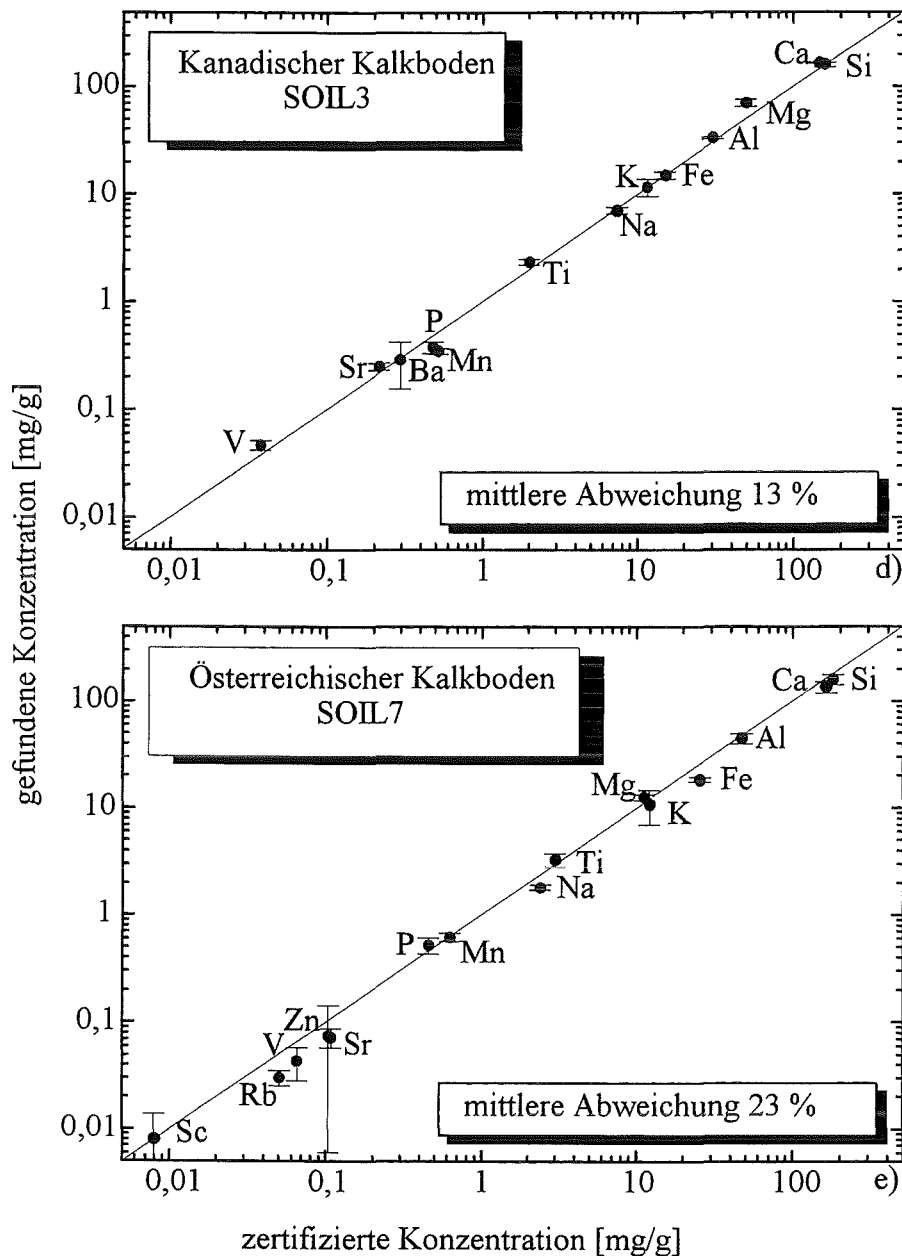 Kanadischer Kalkboden
SOIL3
100
10
1
0,1
0,01
Ca
Si
Mg
Al
K
Fe
Na
Ti
P
Sr
Ba
Mn
V
mittlere Abweichung 13 %
0,01
0,1
1
10
100
d)
gefundene Konzentration [mg/g]
Österreichischer Kalkboden
SOIL7
100
10
1
0,1
0,01
Ca
Si
Al
Mg
Fe
K
Ti
Na
P
Mn
Zn
V
Sr
Rb
Sc
mittlere Abweichung 23 %
0,01
0,1
1
10
100
e)
zertifizierte Konzentration [mg/g]